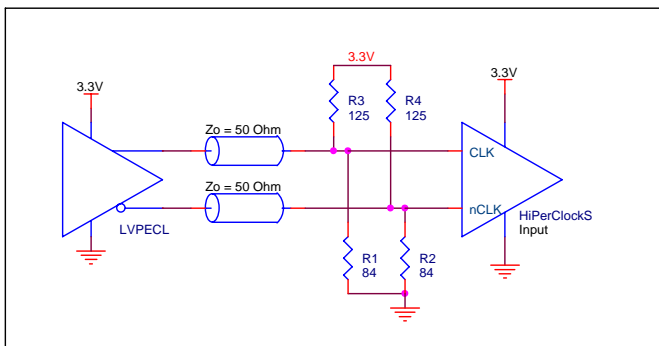 3.3V
3.3V
3.3V
R3
125
R4
125
Zo = 50 Ohm
CLK
Zo = 50 Ohm
nCLK
LVPECL
HiPerClockS
Input
R1
84
R2
84